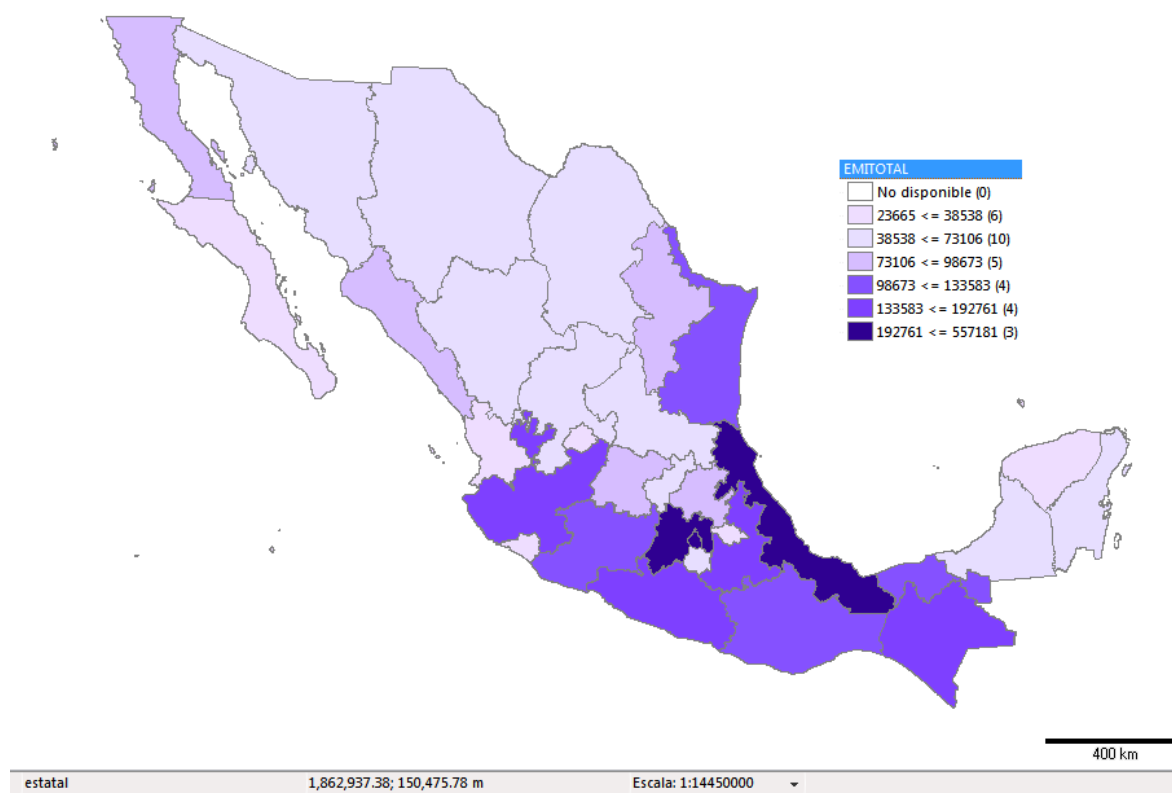 EMITOTAL
No disponible (0)
23665 <= 38538 (6)
38538 <= 73106 (10)
73106 <= 98673 (5)
98673 <= 133583 (4)
133583 <= 192761 (4)
192761 <= 557181 (3)
400 km
estatal 1,862,937.38; 150,475.78 m Escala: 1:14450000